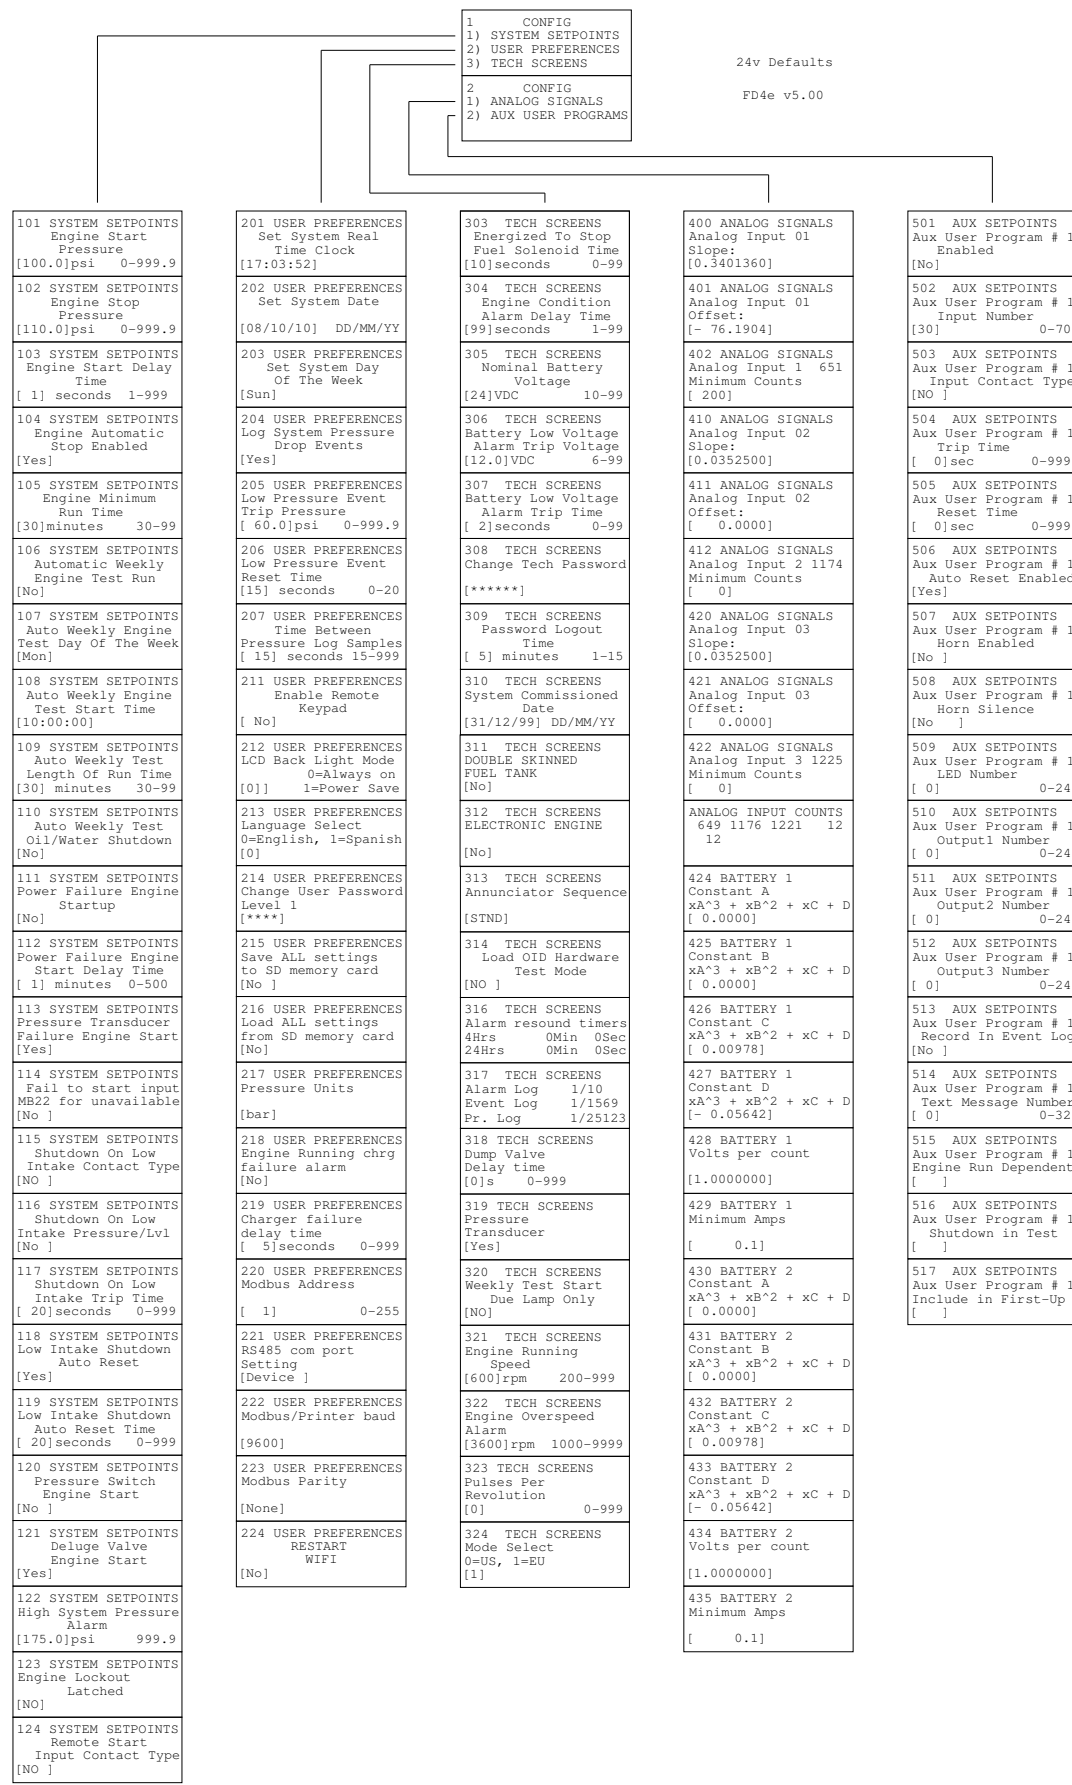 1 CONFIG
1) SYSTEM SETPOINTS
2) USER PREFERENCES
3) TECH SCREENS
2 CONFIG
1) ANALOG SIGNALS
2) AUX USER PROGRAMS
24v Defaults
FD4e v5.00
101 SYSTEM SETPOINTS
Engine Start
Pressure
[100.0]psi 0-999.9
102 SYSTEM SETPOINTS
Engine Stop
Pressure
[110.0]psi 0-999.9
103 SYSTEM SETPOINTS
Engine Start Delay
Time
[ 1] seconds 1-999
104 SYSTEM SETPOINTS
Engine Automatic
Stop Enabled
[Yes]
105 SYSTEM SETPOINTS
Engine Minimum
Run Time
[30]minutes 30-99
106 SYSTEM SETPOINTS
Automatic Weekly
Engine Test Run
[No]
107 SYSTEM SETPOINTS
Auto Weekly Engine
Test Day Of The Week
[Mon]
108 SYSTEM SETPOINTS
Auto Weekly Engine
Test Start Time
[10:00:00]
109 SYSTEM SETPOINTS
Auto Weekly Test
Length Of Run Time
[30] minutes 30-99
110 SYSTEM SETPOINTS
Auto Weekly Test
Oil/Water Shutdown
[No]
111 SYSTEM SETPOINTS
Power Failure Engine
Startup
[No]
112 SYSTEM SETPOINTS
Power Failure Engine
Start Delay Time
[ 1] minutes 0-500
113 SYSTEM SETPOINTS
Pressure Transducer
Failure Engine Start
[Yes]
114 SYSTEM SETPOINTS
Fail to start input
MB22 for unavailable
[No ]
115 SYSTEM SETPOINTS
Shutdown On Low
Intake Contact Type
[NO ]
116 SYSTEM SETPOINTS
Shutdown On Low
Intake Pressure/Lvl
[No ]
117 SYSTEM SETPOINTS
Shutdown On Low
Intake Trip Time
[ 20]seconds 0-999
118 SYSTEM SETPOINTS
Low Intake Shutdown
Auto Reset
[Yes]
119 SYSTEM SETPOINTS
Low Intake Shutdown
Auto Reset Time
[ 20]seconds 0-999
120 SYSTEM SETPOINTS
Pressure Switch
Engine Start
[No ]
121 SYSTEM SETPOINTS
Deluge Valve
Engine Start
[Yes]
122 SYSTEM SETPOINTS
High System Pressure
Alarm
[175.0]psi 999.9
123 SYSTEM SETPOINTS
Engine Lockout
Latched
[NO]
124 SYSTEM SETPOINTS
Remote Start
Input Contact Type
[NO ]
201 USER PREFERENCES
Set System Real
Time Clock
[17:03:52]
202 USER PREFERENCES
Set System Date
[08/10/10] DD/MM/YY
203 USER PREFERENCES
Set System Day
Of The Week
[Sun]
204 USER PREFERENCES
Log System Pressure
Drop Events
[Yes]
205 USER PREFERENCES
Low Pressure Event
Trip Pressure
[ 60.0]psi 0-999.9
206 USER PREFERENCES
Low Pressure Event
Reset Time
[15] seconds 0-20
207 USER PREFERENCES
Time Between
Pressure Log Samples
[ 15] seconds 15-999
211 USER PREFERENCES
Enable Remote
Keypad
[ No]
212 USER PREFERENCES
LCD Back Light Mode
0=Always on
[0]] 1=Power Save
213 USER PREFERENCES
Language Select
0=English, 1=Spanish
[0]
214 USER PREFERENCES
Change User Password
Level 1
[****]
215 USER PREFERENCES
Save ALL settings
to SD memory card
[No ]
216 USER PREFERENCES
Load ALL settings
from SD memory card
[No]
217 USER PREFERENCES
Pressure Units
[bar]
218 USER PREFERENCES
Engine Running chrg
failure alarm
[No]
219 USER PREFERENCES
Charger failure
delay time
[ 5]seconds 0-999
220 USER PREFERENCES
Modbus Address
[ 1] 0-255
221 USER PREFERENCES
RS485 com port
Setting
[Device ]
222 USER PREFERENCES
Modbus/Printer baud
[9600]
223 USER PREFERENCES
Modbus Parity
[None]
224 USER PREFERENCES
RESTART
WIFI
[No]
303 TECH SCREENS
Energized To Stop
Fuel Solenoid Time
[10]seconds 0-99
304 TECH SCREENS
Engine Condition
Alarm Delay Time
[99]seconds 1-99
305 TECH SCREENS
Nominal Battery
Voltage
[24]VDC 10-99
306 TECH SCREENS
Battery Low Voltage
Alarm Trip Voltage
[12.0]VDC 6-99
307 TECH SCREENS
Battery Low Voltage
Alarm Trip Time
[ 2]seconds 0-99
308 TECH SCREENS
Change Tech Password
[******]
309 TECH SCREENS
Password Logout
Time
[ 5] minutes 1-15
310 TECH SCREENS
System Commissioned
Date
[31/12/99] DD/MM/YY
311 TECH SCREENS
DOUBLE SKINNED
FUEL TANK
[No]
312 TECH SCREENS
ELECTRONIC ENGINE
[No]
313 TECH SCREENS
Annunciator Sequence
[STND]
314 TECH SCREENS
Load OID Hardware
Test Mode
[NO ]
316 TECH SCREENS
Alarm resound timers
4Hrs 0Min 0Sec
24Hrs 0Min 0Sec
317 TECH SCREENS
Alarm Log 1/10
Event Log 1/1569
Pr. Log 1/25123
318 TECH SCREENS
Dump Valve
Delay time
[0]s 0-999
319 TECH SCREENS
Pressure
Transducer
[Yes]
320 TECH SCREENS
Weekly Test Start
Due Lamp Only
[NO]
321 TECH SCREENS
Engine Running
Speed
[600]rpm 200-999
322 TECH SCREENS
Engine Overspeed
Alarm
[3600]rpm 1000-9999
323 TECH SCREENS
Pulses Per
Revolution
[0] 0-999
324 TECH SCREENS
Mode Select
0=US, 1=EU
[1]
400 ANALOG SIGNALS
Analog Input 01
Slope:
[0.3401360]
401 ANALOG SIGNALS
Analog Input 01
Offset:
[- 76.1904]
402 ANALOG SIGNALS
Analog Input 1 651
Minimum Counts
[ 200]
410 ANALOG SIGNALS
Analog Input 02
Slope:
[0.0352500]
411 ANALOG SIGNALS
Analog Input 02
Offset:
[ 0.0000]
412 ANALOG SIGNALS
Analog Input 2 1174
Minimum Counts
[ 0]
420 ANALOG SIGNALS
Analog Input 03
Slope:
[0.0352500]
421 ANALOG SIGNALS
Analog Input 03
Offset:
[ 0.0000]
422 ANALOG SIGNALS
Analog Input 3 1225
Minimum Counts
[ 0]
ANALOG INPUT COUNTS
649 1176 1221 12
12
424 BATTERY 1
Constant A
xA^3 + xB^2 + xC + D
[ 0.0000]
425 BATTERY 1
Constant B
xA^3 + xB^2 + xC + D
[ 0.0000]
426 BATTERY 1
Constant C
xA^3 + xB^2 + xC + D
[ 0.00978]
427 BATTERY 1
Constant D
xA^3 + xB^2 + xC + D
[- 0.05642]
428 BATTERY 1
Volts per count
[1.0000000]
429 BATTERY 1
Minimum Amps
[ 0.1]
430 BATTERY 2
Constant A
xA^3 + xB^2 + xC + D
[ 0.0000]
431 BATTERY 2
Constant B
xA^3 + xB^2 + xC + D
[ 0.0000]
432 BATTERY 2
Constant C
xA^3 + xB^2 + xC + D
[ 0.00978]
433 BATTERY 2
Constant D
xA^3 + xB^2 + xC + D
[- 0.05642]
434 BATTERY 2
Volts per count
[1.0000000]
435 BATTERY 2
Minimum Amps
[ 0.1]
501 AUX SETPOINTS
Aux User Program # 1
Enabled
[No]
502 AUX SETPOINTS
Aux User Program # 1
Input Number
[30] 0-70
503 AUX SETPOINTS
Aux User Program # 1
Input Contact Type
[NO ]
504 AUX SETPOINTS
Aux User Program # 1
Trip Time
[ 0]sec 0-999
505 AUX SETPOINTS
Aux User Program # 1
Reset Time
[ 0]sec 0-999
506 AUX SETPOINTS
Aux User Program # 1
Auto Reset Enabled
[Yes]
507 AUX SETPOINTS
Aux User Program # 1
Horn Enabled
[No ]
508 AUX SETPOINTS
Aux User Program # 1
Horn Silence
[No ]
509 AUX SETPOINTS
Aux User Program # 1
LED Number
[ 0] 0-24
510 AUX SETPOINTS
Aux User Program # 1
Output1 Number
[ 0] 0-24
511 AUX SETPOINTS
Aux User Program # 1
Output2 Number
[ 0] 0-24
512 AUX SETPOINTS
Aux User Program # 1
Output3 Number
[ 0] 0-24
513 AUX SETPOINTS
Aux User Program # 1
Record In Event Log
[No ]
514 AUX SETPOINTS
Aux User Program # 1
Text Message Number
[ 0] 0-32
515 AUX SETPOINTS
Aux User Program # 1
Engine Run Dependent
[ ]
516 AUX SETPOINTS
Aux User Program # 1
Shutdown in Test
[ ]
517 AUX SETPOINTS
Aux User Program # 1
Include in First-Up
[ ]